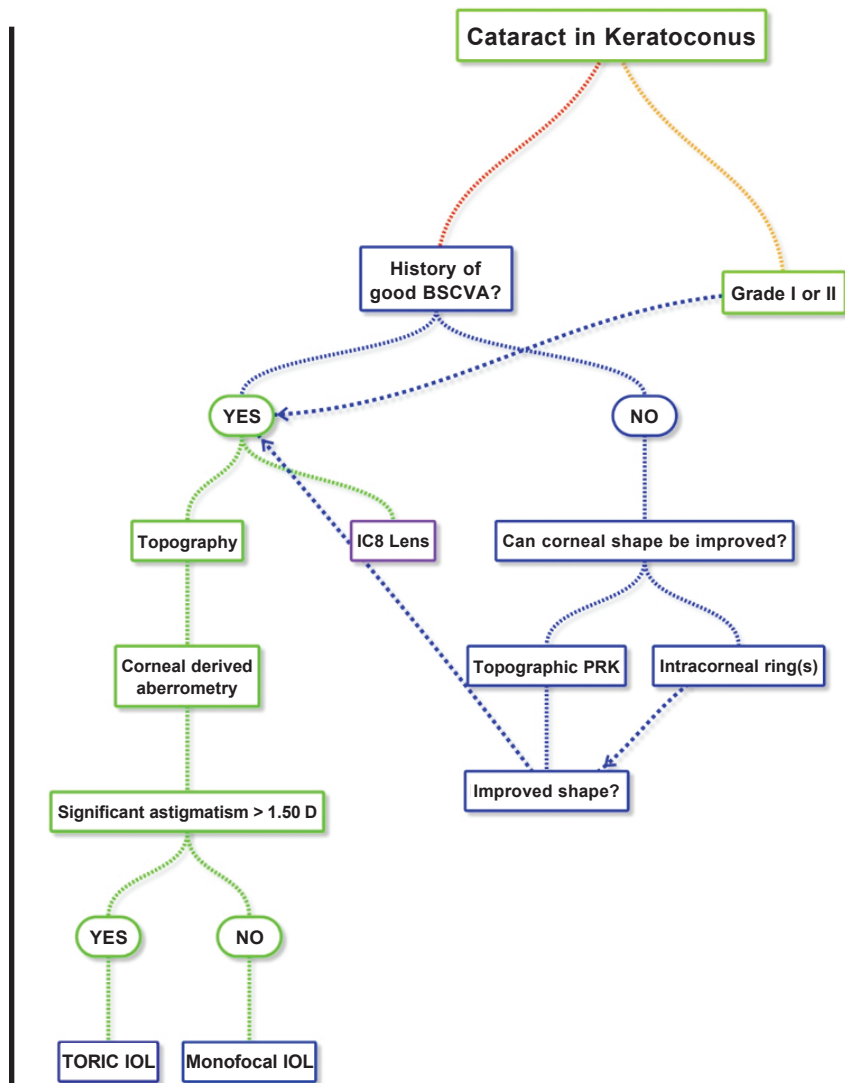 Cataract in Keratoconus
History of
good BSCVA?
Grade I or II
YES
NO
Topography
IC8 Lens
Can corneal shape be improved?
Corneal derived
aberrometry
Topographic PRK
Intracorneal ring(s)
Improved shape?
Significant astigmatism > 1.50 D
YES
NO
TORIC IOL
Monofocal IOL